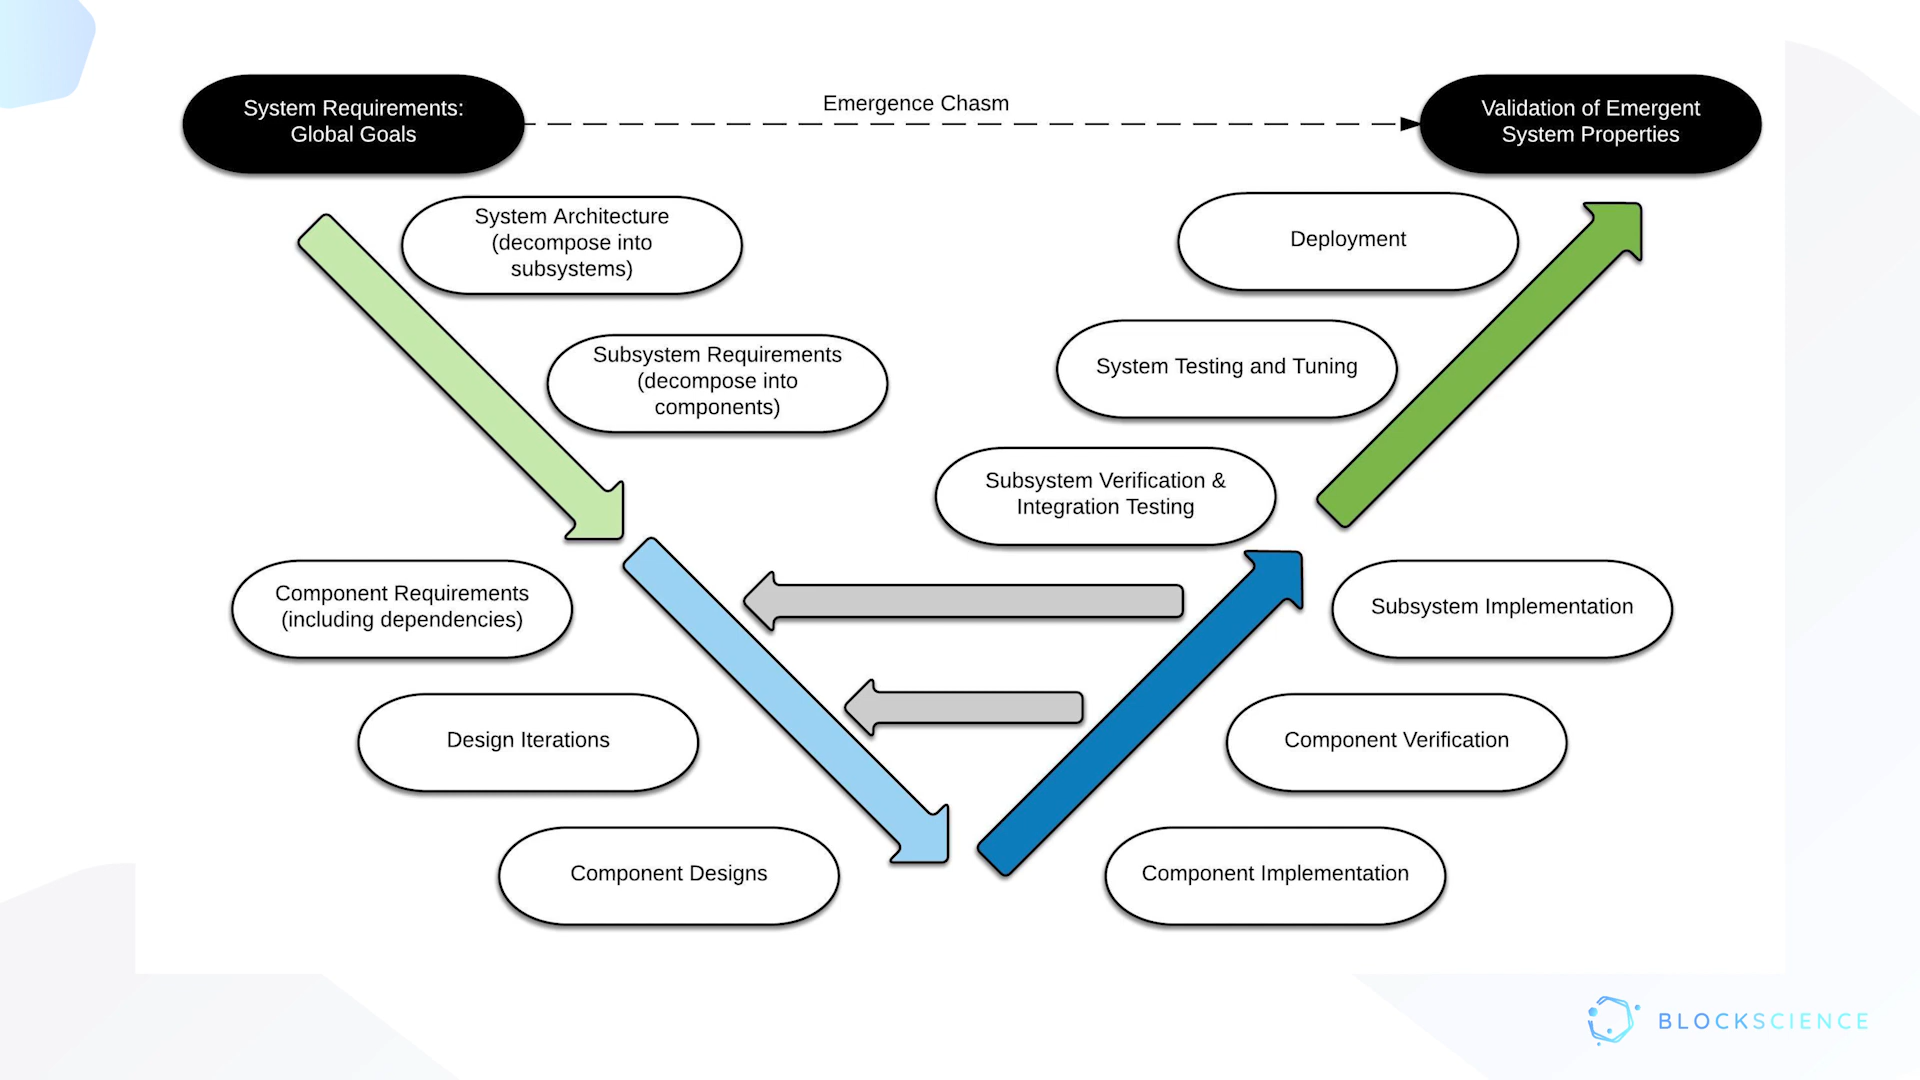 System Requirements:
Global Goals
Emergence Chasm
Validation of Emergent
System Properties
System Architecture
(decompose into
subsystems)
Deployment
Subsystem Requirements
(decompose into
components)
System Testing and Tuning
Subsystem Verification &
Integration Testing
Component Requirements
(including dependencies)
Subsystem Implementation
Design Iterations
Component Verification
Component Designs
Component Implementation
BLOCKSCIENCE